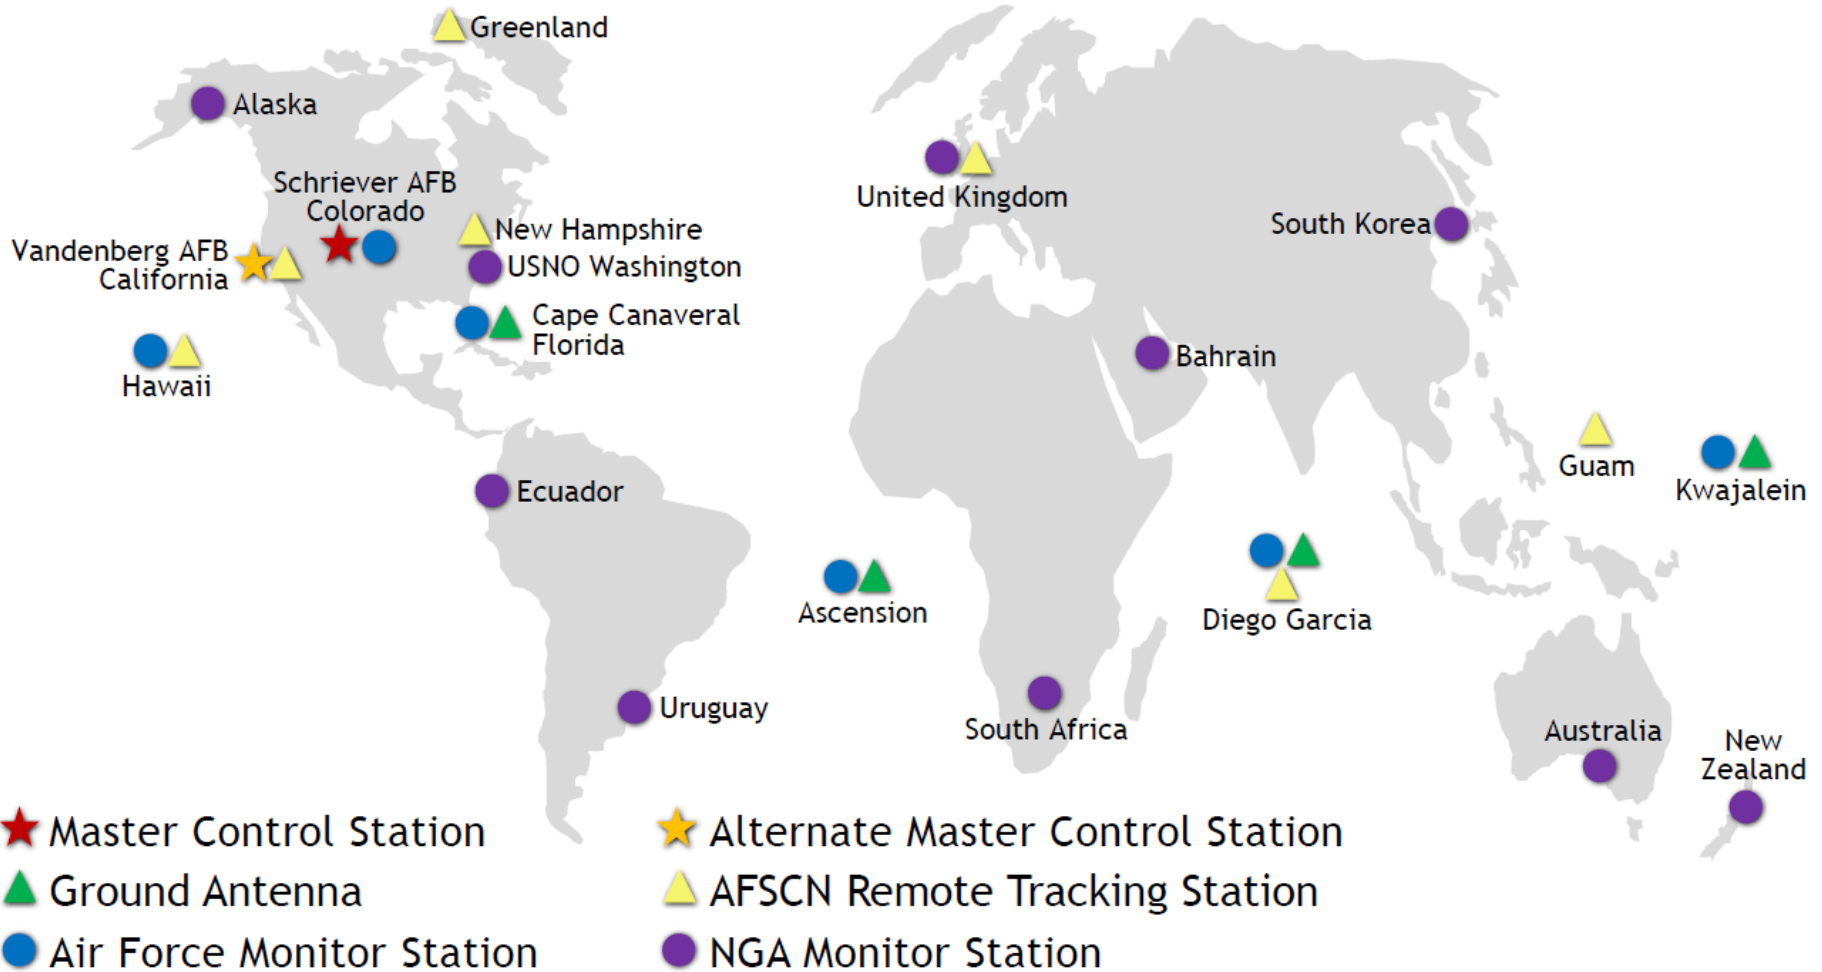 Greenland
Alaska
Schriever AFB
Colorado
United Kingdom
South Korea
New Hampshire
Vandenberg AFB
California
USNO Washington
Cape Canaveral
Florida
Bahrain
Hawaii
Guam
Kwajalein
Ecuador
Ascension
Diego Garcia
Uruguay
South Africa
Australia
New
Zealand
Master Control Station
Alternate Master Control Station
Ground Antenna
AFSCN Remote Tracking Station
Air Force Monitor Station
NGA Monitor Station